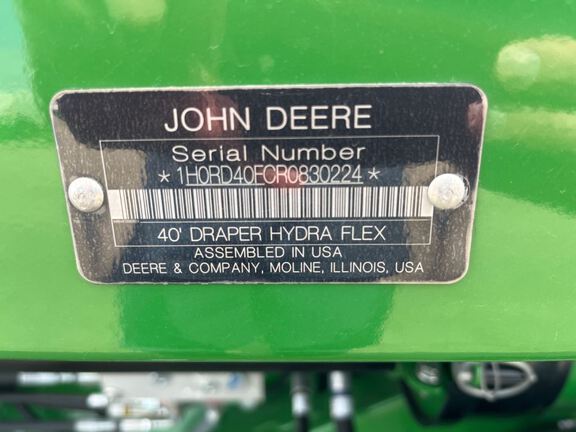 JOHN DEERE
Serial Number
*1H0RD40FCR0830224*
40' DRAPER HYDRA FLEX
ASSEMBLED IN USA
DEERE & COMPANY, MOLINE, ILLINOIS, USA